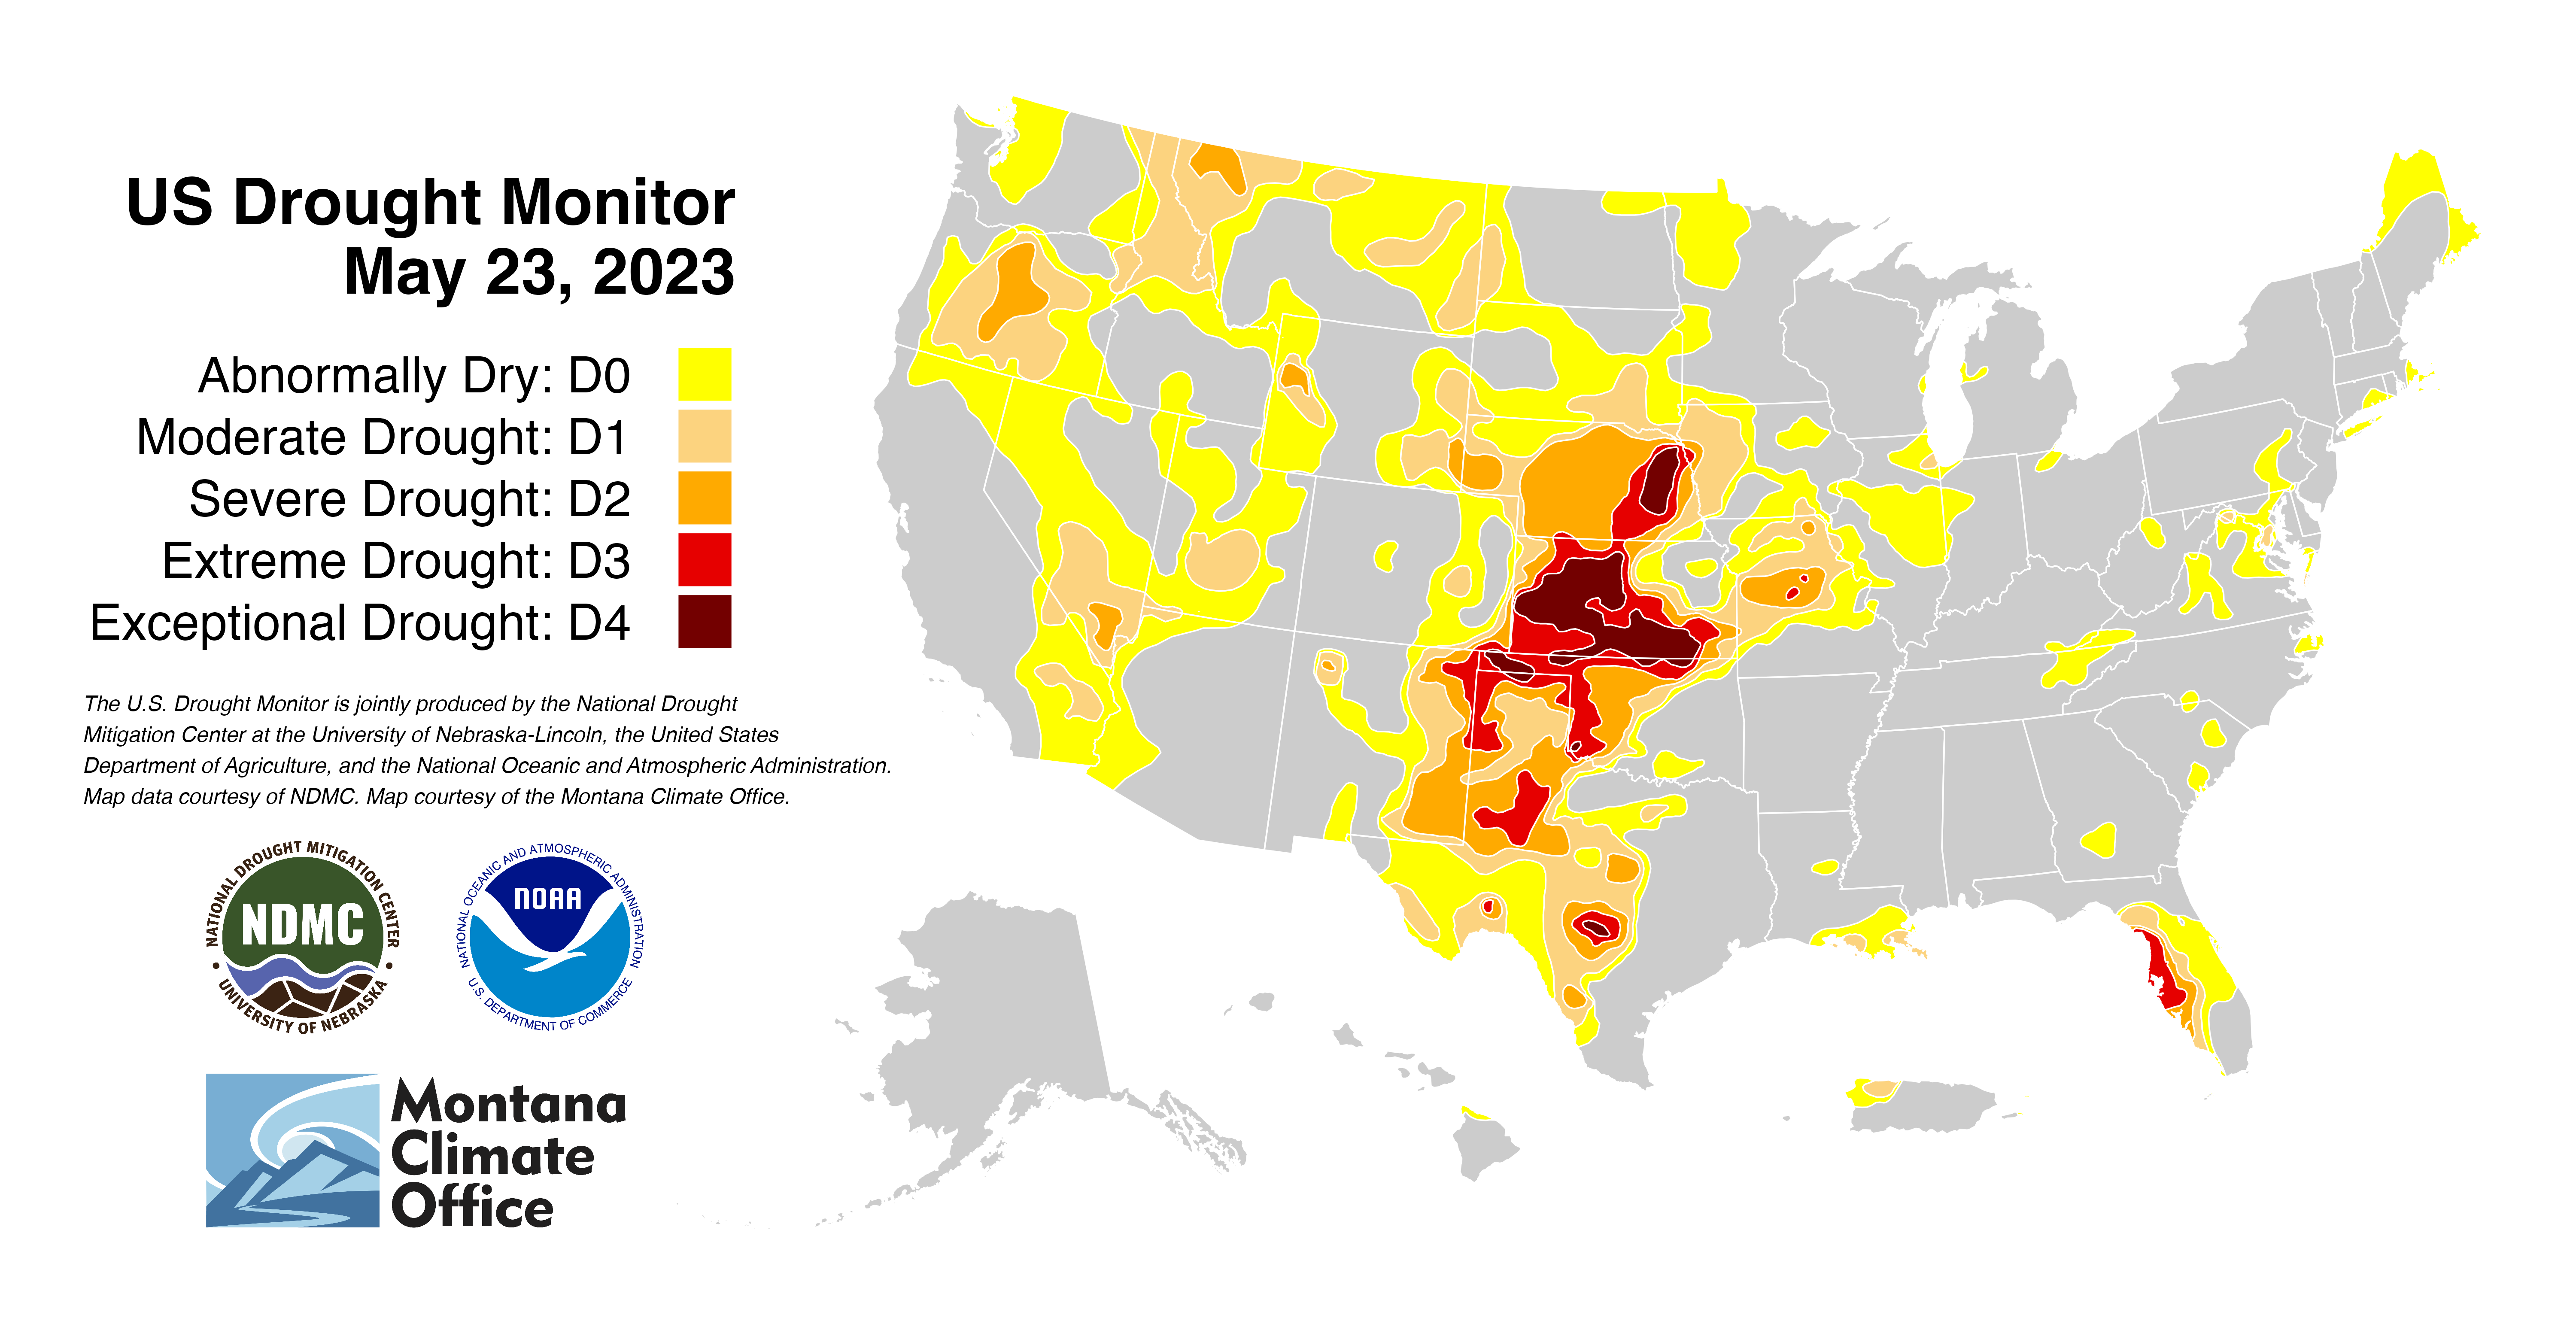 US Drought Monitor
May 23, 2023
Abnormally Dry: D0
Moderate Drought: D1
Severe Drought: D2
Extreme Drought: D3
Exceptional Drought: D4
The U.S. Drought Monitor is jointly produced by the National Drought
Mitigation Center at the University of Nebraska-Lincoln, the United States
Department of Agriculture, and the National Oceanic and Atmospheric Administration.
Map data courtesy of NDMC. Map courtesy of the Montana Climate Office.
NATIONAL DROUGHT MITIGATION CENTER
NDMC
• UNIVERSITY OF NEBRASKA •
NATIONAL OCEANIC AND ATMOSPHERIC ADMINISTRATION
NOAA
U.S. DEPARTMENT OF COMMERCE
Montana
Climate
Office